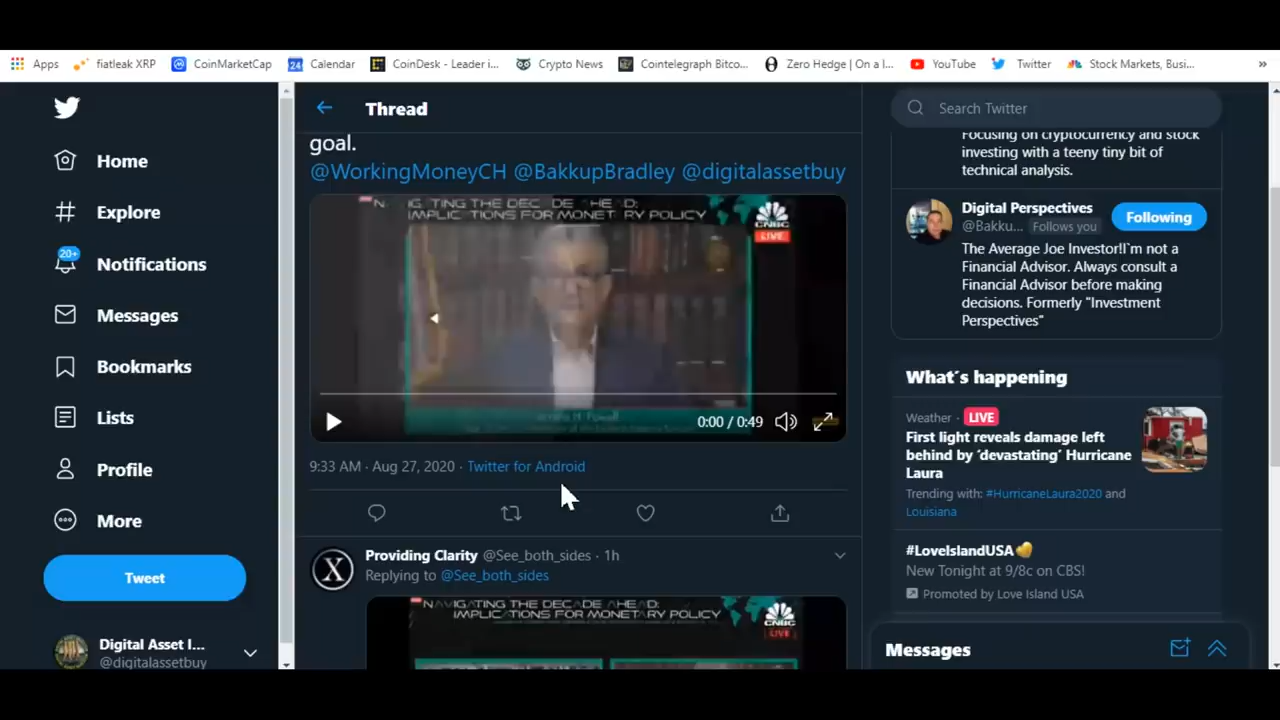 Apps fiatleak XRP CoinMarketCap Calendar CoinDesk - Leader i... Crypto News Cointelegraph Bitco... Zero Hedge | On a l... YouTube Twitter Stock Markets, Busi... »
Home
Explore
20+
Notifications
Messages
Bookmarks
Lists
Profile
More
Tweet
Digital Asset I...
@digitalassetbuy
Thread
goal.
@WorkingMoneyCH @BakkupBradley @digitalassetbuy
IMPLICATIONS FOR MONETARY POLICY
CNBC
LIVE
0:00 / 0:49
9:33 AM · Aug 27, 2020 · Twitter for Android
X
Providing Clarity @See_both_sides · 1h
Replying to @See_both_sides
NAVIGATING THE DECADE AHEAD:
IMPLICATIONS FOR MONETARY POLICY
CNBC
LIVE
Search Twitter
Focusing on cryptocurrency and stock
investing with a teeny tiny bit of
technical analysis.
Digital Perspectives
@Bakku... Follows you
Following
The Average Joe Investor!I`m not a
Financial Advisor. Always consult a
Financial Advisor before making
decisions. Formerly "Investment
Perspectives"
What´s happening
Weather · LIVE
First light reveals damage left
behind by ‘devastating’ Hurricane
Laura
Trending with: #HurricaneLaura2020 and
Louisiana
#LoveIslandUSA
New Tonight at 9/8c on CBS!
Promoted by Love Island USA
Messages